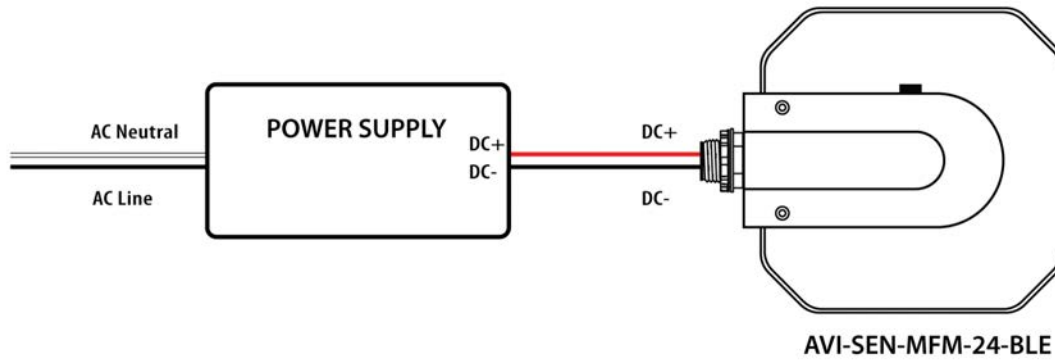 AC Neutral
POWER SUPPLY
DC+
DC+
DC-
AC Line
DC-
AVI-SEN-MFM-24-BLE